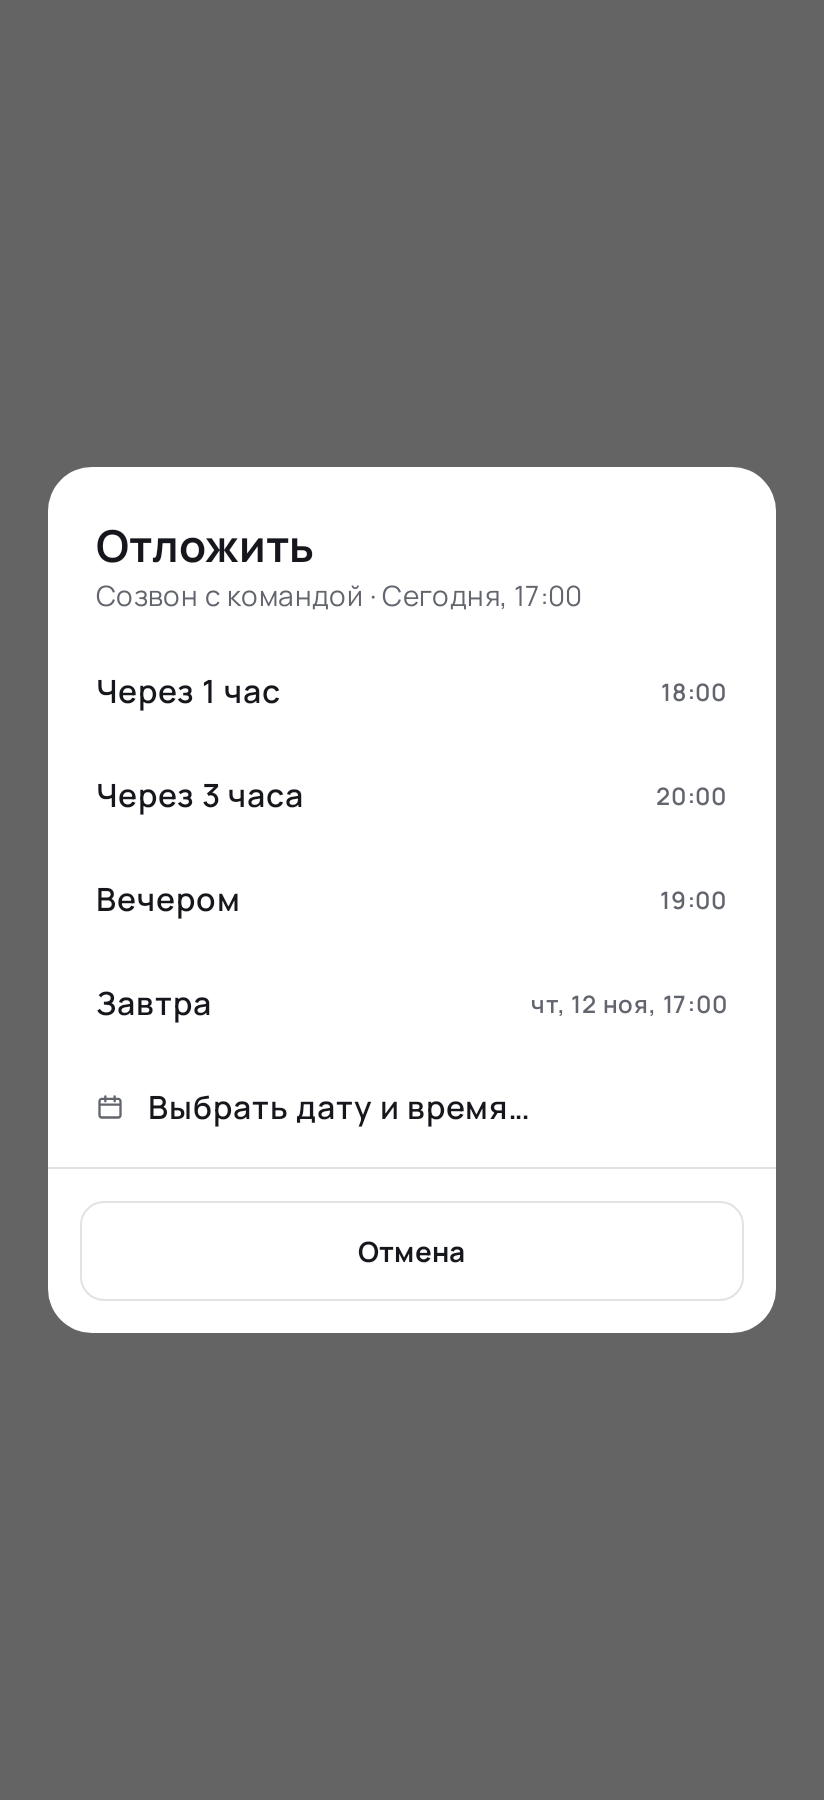 Отложить
Созвон с командой · Сегодня, 17:00
Через 1 час 18:00
Через 3 часа 20:00
Вечером 19:00
Завтра чт, 12 ноя, 17:00
Выбрать дату и время...
Отмена